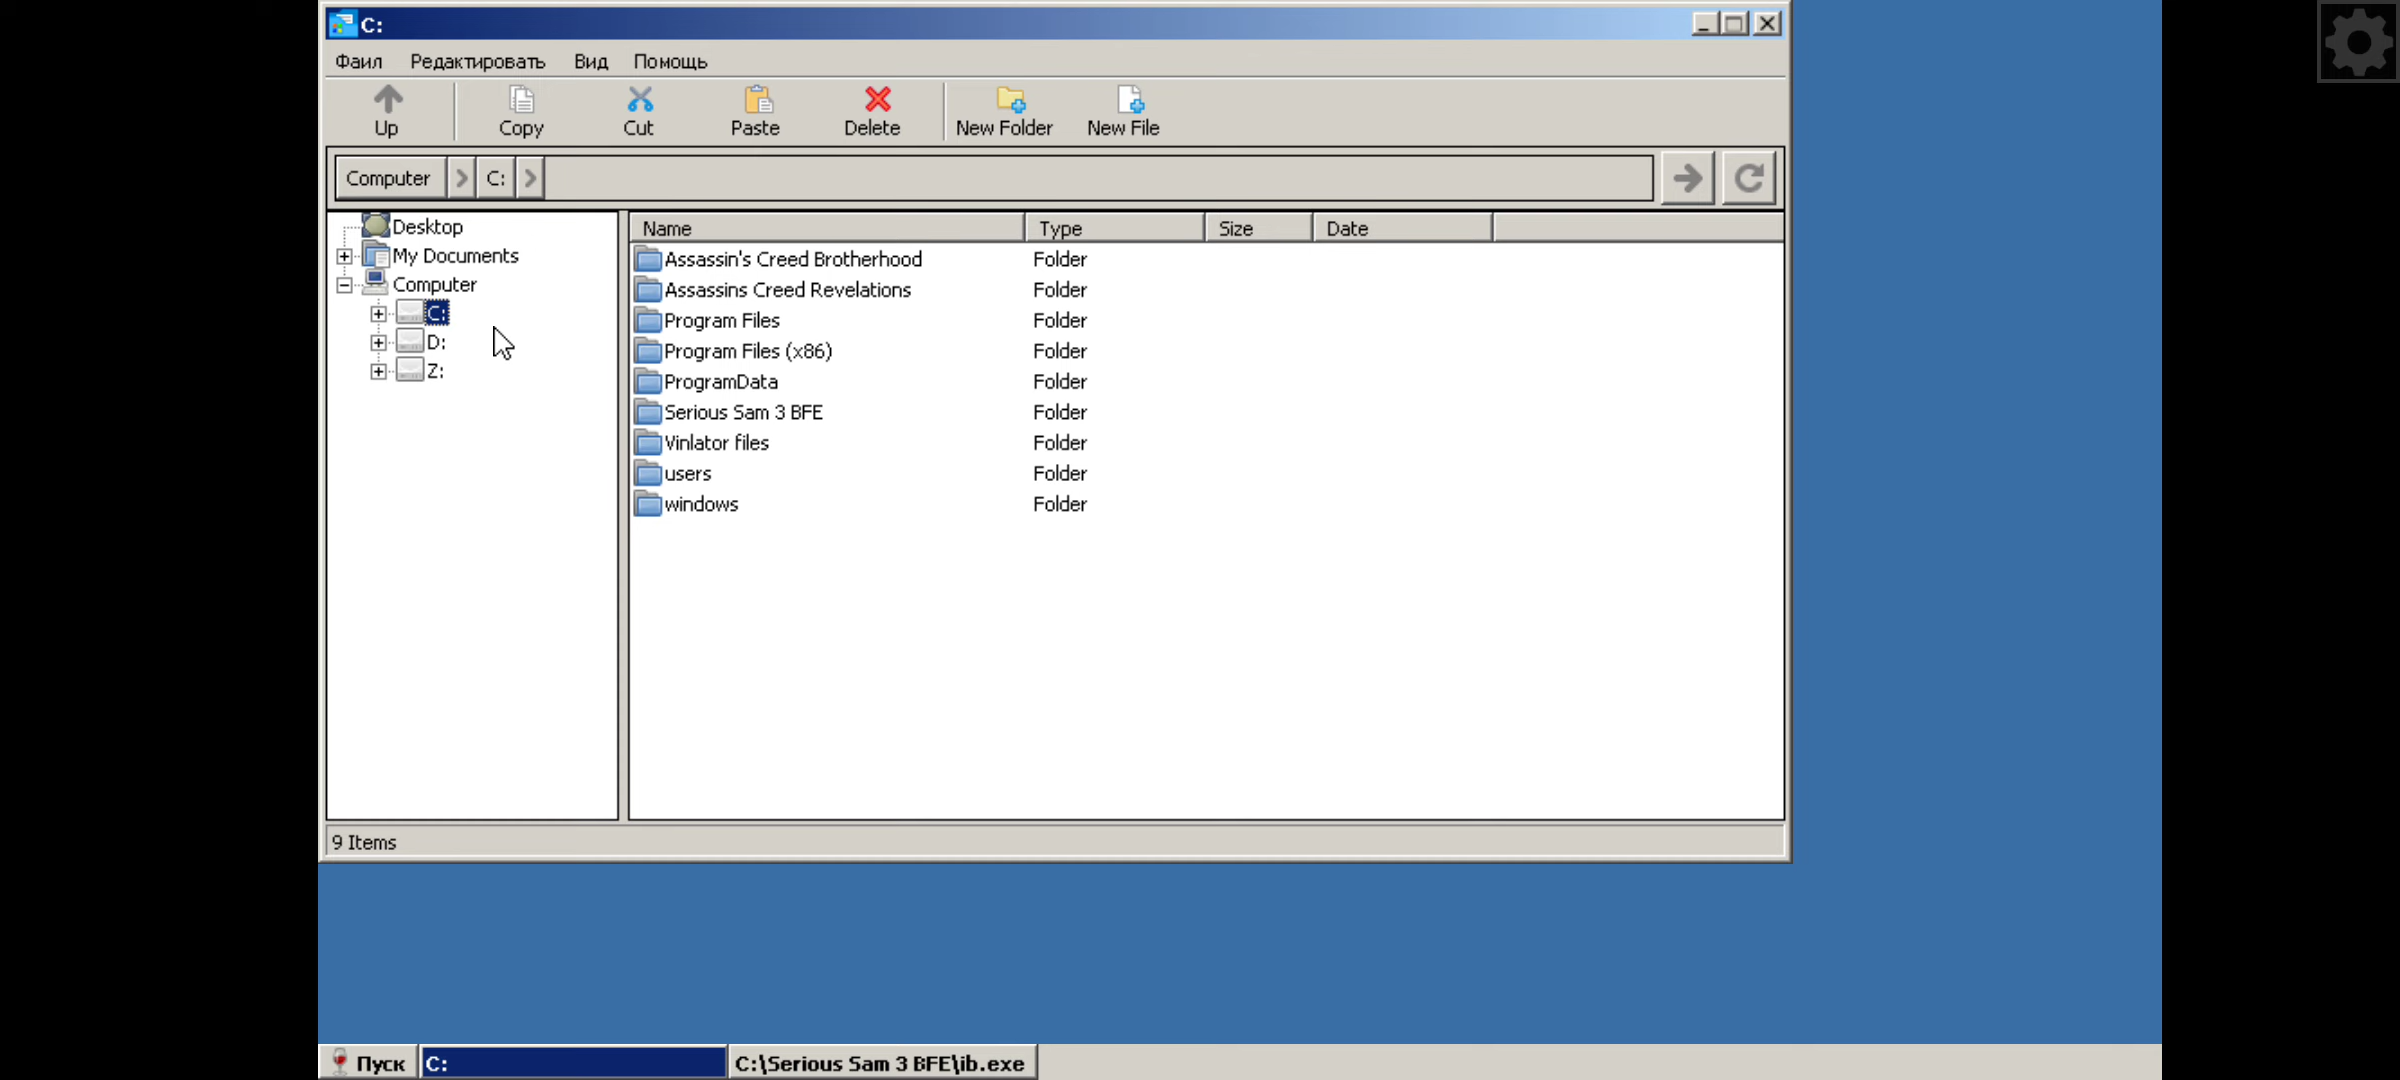 C:
Фаил Редактировать Вид Помощь
Up Copy Cut Paste Delete New Folder New File
Computer C:
Desktop
My Documents
Computer
C:
D:
Z:
Name Type Size Date
Assassin's Creed Brotherhood Folder
Assassins Creed Revelations Folder
Program Files Folder
Program Files (x86) Folder
ProgramData Folder
Serious Sam 3 BFE Folder
Vinlator files Folder
users Folder
windows Folder
9 Items
Пуск C: C:\Serious Sam 3 BFE\ib.exe